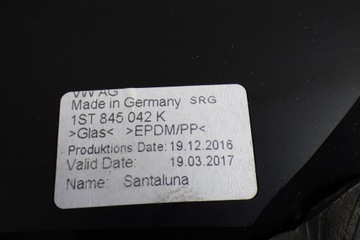 VW AG
Made in Germany SRG
1ST 845 042 K
>Glas< >EPDM/PP<
Produktions Date: 19.12.2016
Valid Date: 19.03.2017
Name: Santaluna